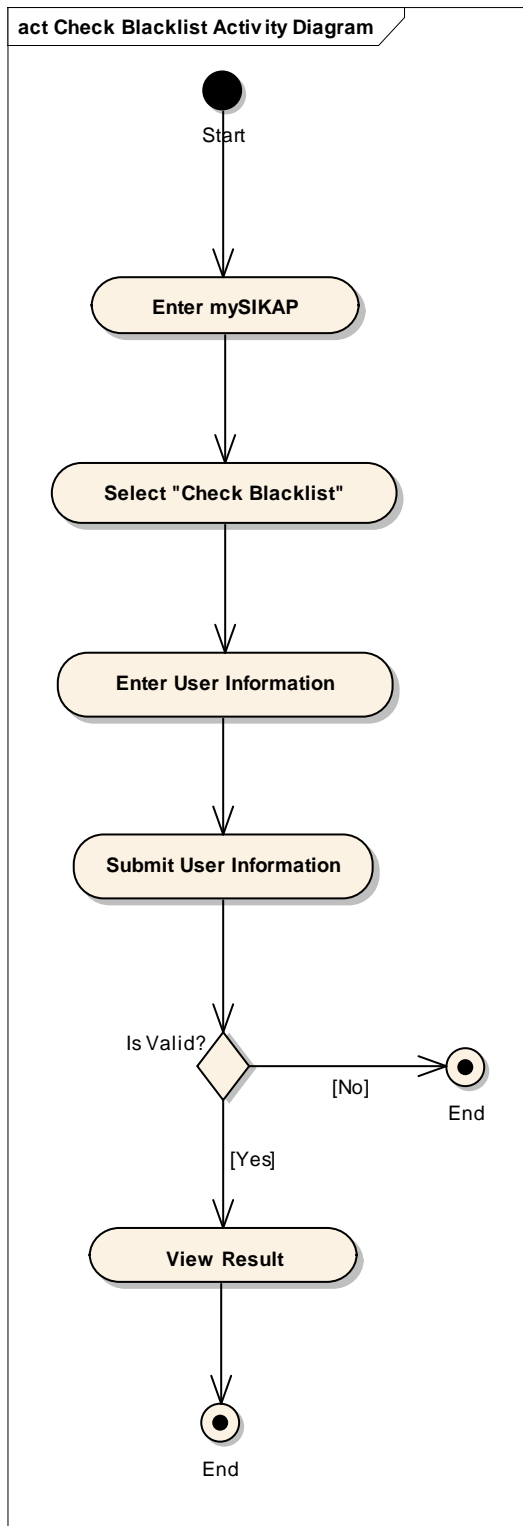 act Check Blacklist Activity Diagram
Start
Enter mySIKAP
Select "Check Blacklist"
Enter User Information
Submit User Information
Is Valid?
[No]
End
[Yes]
View Result
End